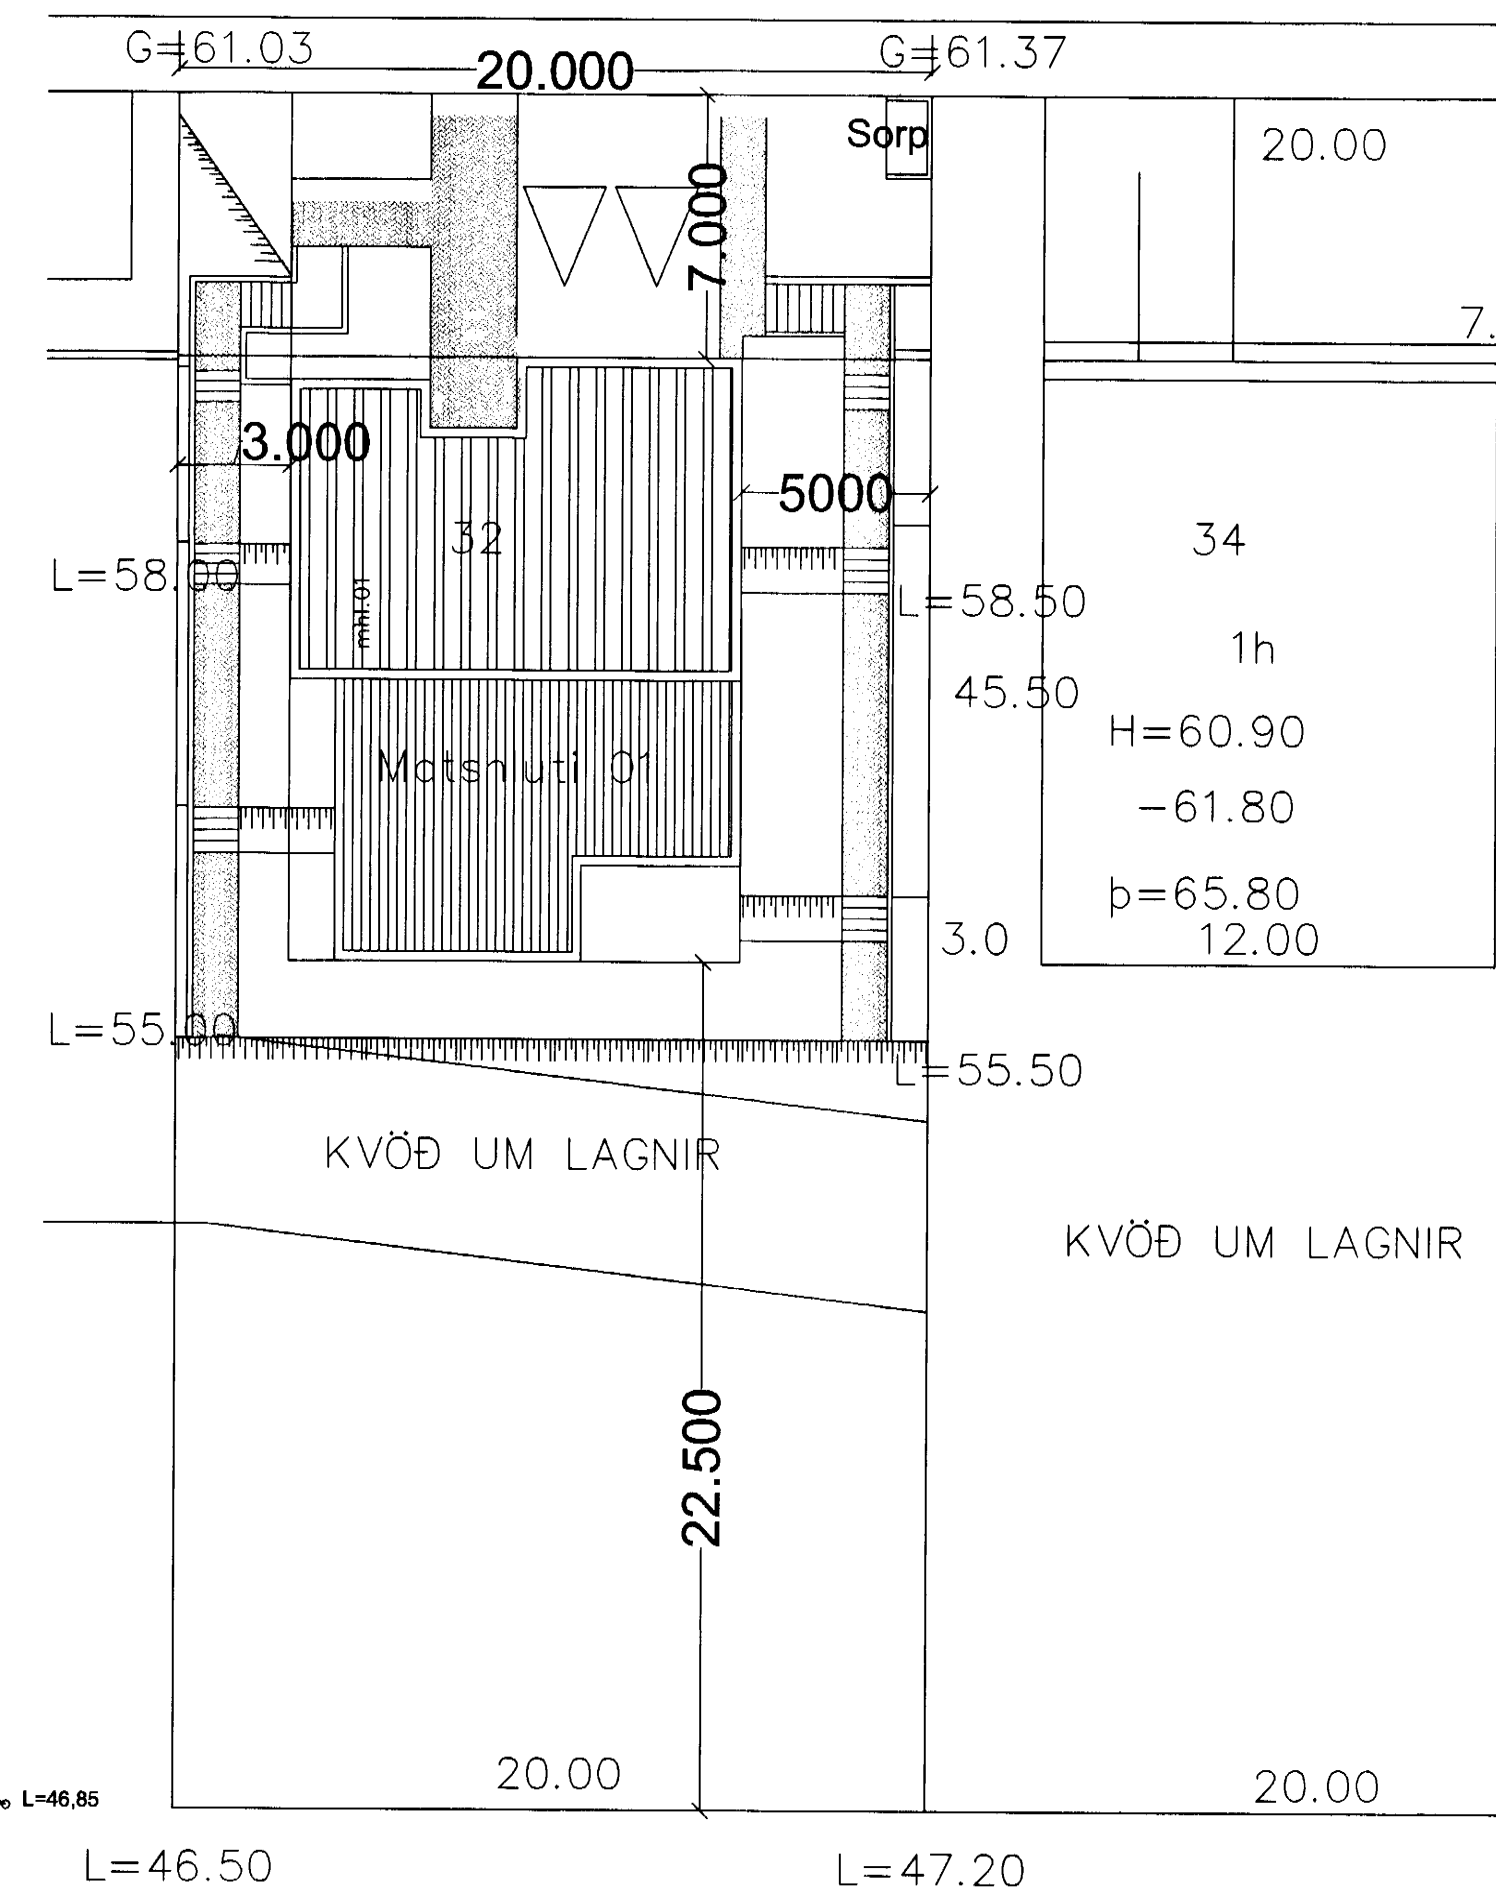 G=61.03
20.000
G=61.37
Sorp
20.00
7.000
7.
3.000
5000
32
34
L=58.00
mhl.01
L=58.50
1h
45.50
H=60.90
Matshluti 01
-61.80
þ=65.80
3.0
12.00
L=55.00
L=55.50
KVÖÐ UM LAGNIR
KVÖÐ UM LAGNIR
22.500
20.00
20.00
L=46,85
L=46.50
L=47.20